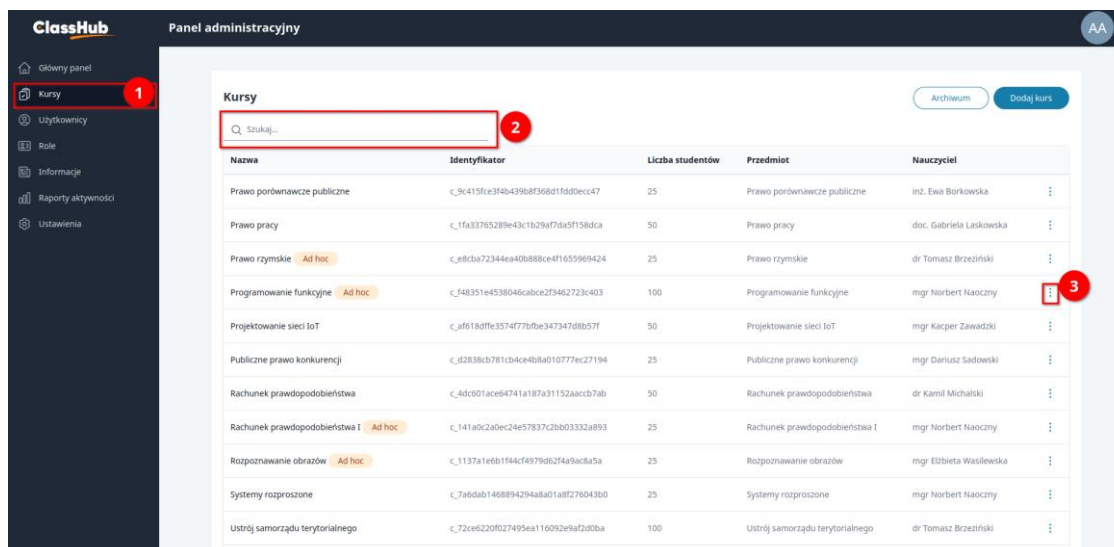 ClassHub
Panel administracyjny
AA
Główny panel
Kursy
1
Użytkownicy
Role
Informacje
Raporty aktywności
Ustawienia
Kursy
Archiwum
Dodaj kurs
Szukaj...
2
Nazwa Identyfikator Liczba studentów Przedmiot Nauczyciel
Prawo porównawcze publiczne c_9c415fce3f4b439b8f368d1fdd0ecc47 25 Prawo porównawcze publiczne inż. Ewa Borkowska
Prawo pracy c_1fa33765289e43c1b29af7da5f158dca 50 Prawo pracy doc. Gabriela Laskowska
Prawo rzymskie Ad hoc c_e8cba72344ea40b888ce4f1655969424 25 Prawo rzymskie dr Tomasz Brzeziński
Programowanie funkcyjne Ad hoc c_f48351e4538046cabce2f3462723c403 100 Programowanie funkcyjne mgr Norbert Naoczny
3
Projektowanie sieci IoT c_af618dffe3574f77bfbe347347d8b57f 50 Projektowanie sieci IoT mgr Kacper Zawadzki
Publiczne prawo konkurencji c_d2838cb781cb4ce4b8a010777ec27194 25 Publiczne prawo konkurencji mgr Dariusz Sadowski
Rachunek prawdopodobieństwa c_4dc601ace64741a187a31152aaccb7ab 50 Rachunek prawdopodobieństwa dr Kamil Michalski
Rachunek prawdopodobieństwa I Ad hoc c_141a0c2a0ec24e57837c2bb03332a893 25 Rachunek prawdopodobieństwa I mgr Norbert Naoczny
Rozpoznawanie obrazów Ad hoc c_1137a1e6b1f44cf4979d62f4a9ac8a5a 25 Rozpoznawanie obrazów mgr Elżbieta Wasilewska
Systemy rozproszone c_7a6dab1468894294a8a01a8f276043b0 25 Systemy rozproszone mgr Norbert Naoczny
Ustrój samorządu terytorialnego c_72ce6220f027495ea116092e9af2d0ba 100 Ustrój samorządu terytorialnego dr Tomasz Brzeziński